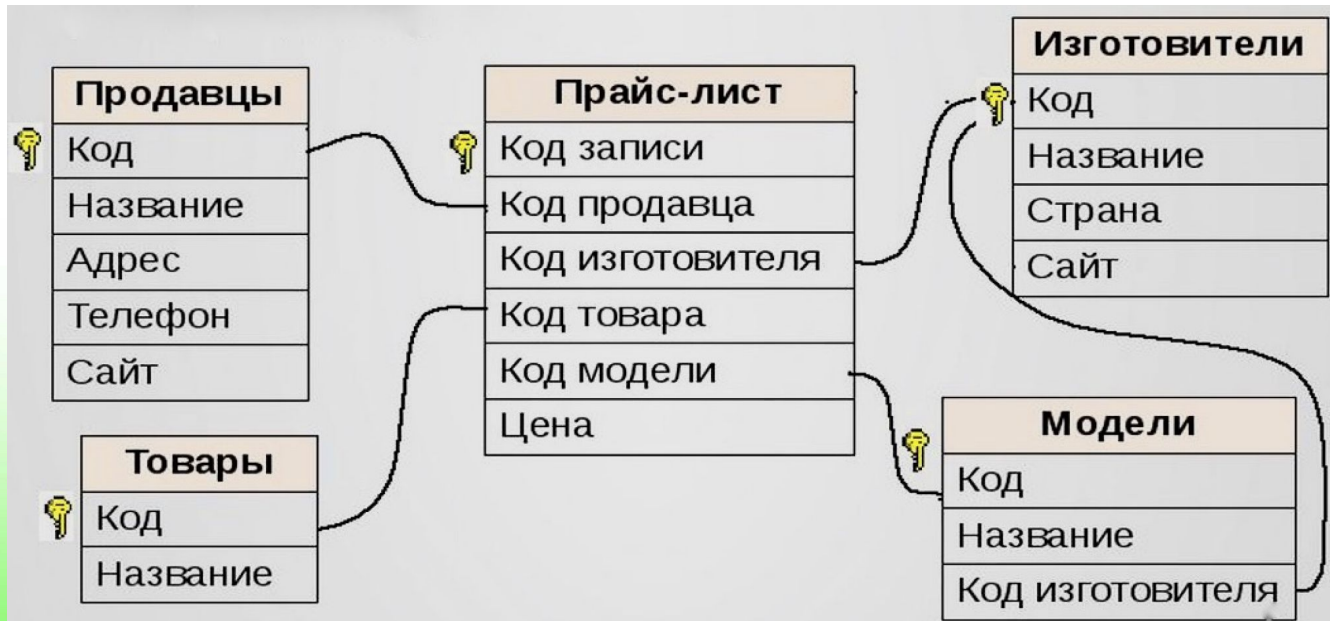 Продавцы
Код
Название
Адрес
Телефон
Сайт
Товары
Код
Название
Прайс-лист
Код записи
Код продавца
Код изготовителя
Код товара
Код модели
Цена
Изготовители
Код
Название
Страна
Сайт
Модели
Код
Название
Код изготовителя